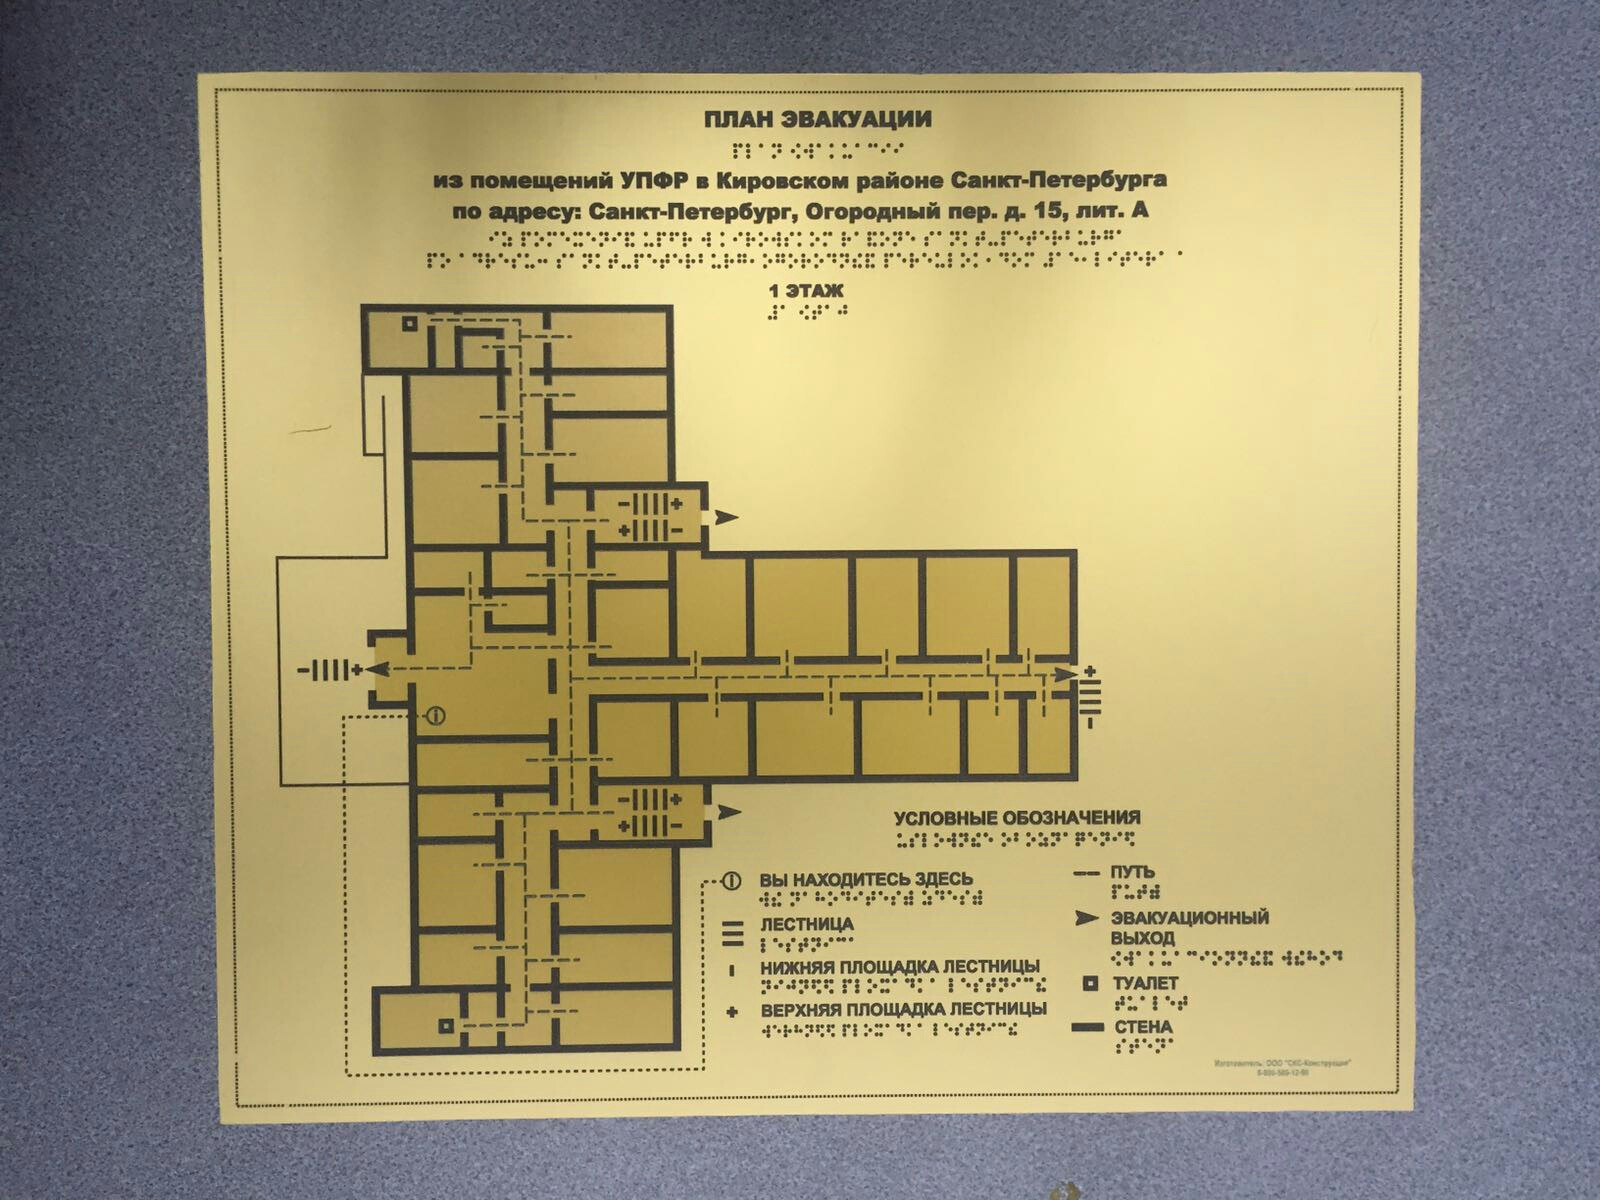 ПЛАН ЭВАКУАЦИИ
из помещений УПФР в Кировском районе Санкт-Петербурга
по адресу: Санкт-Петербург, Огородный пер. д. 15, лит. А
1 ЭТАЖ
УСЛОВНЫЕ ОБОЗНАЧЕНИЯ
ВЫ НАХОДИТЕСЬ ЗДЕСЬ
ЛЕСТНИЦА
НИЖНЯЯ ПЛОЩАДКА ЛЕСТНИЦЫ
ВЕРХНЯЯ ПЛОЩАДКА ЛЕСТНИЦЫ
ПУТЬ
ЭВАКУАЦИОННЫЙ
ВЫХОД
ТУАЛЕТ
СТЕНА
Изготовитель: ООО "СКС-Конструкция"